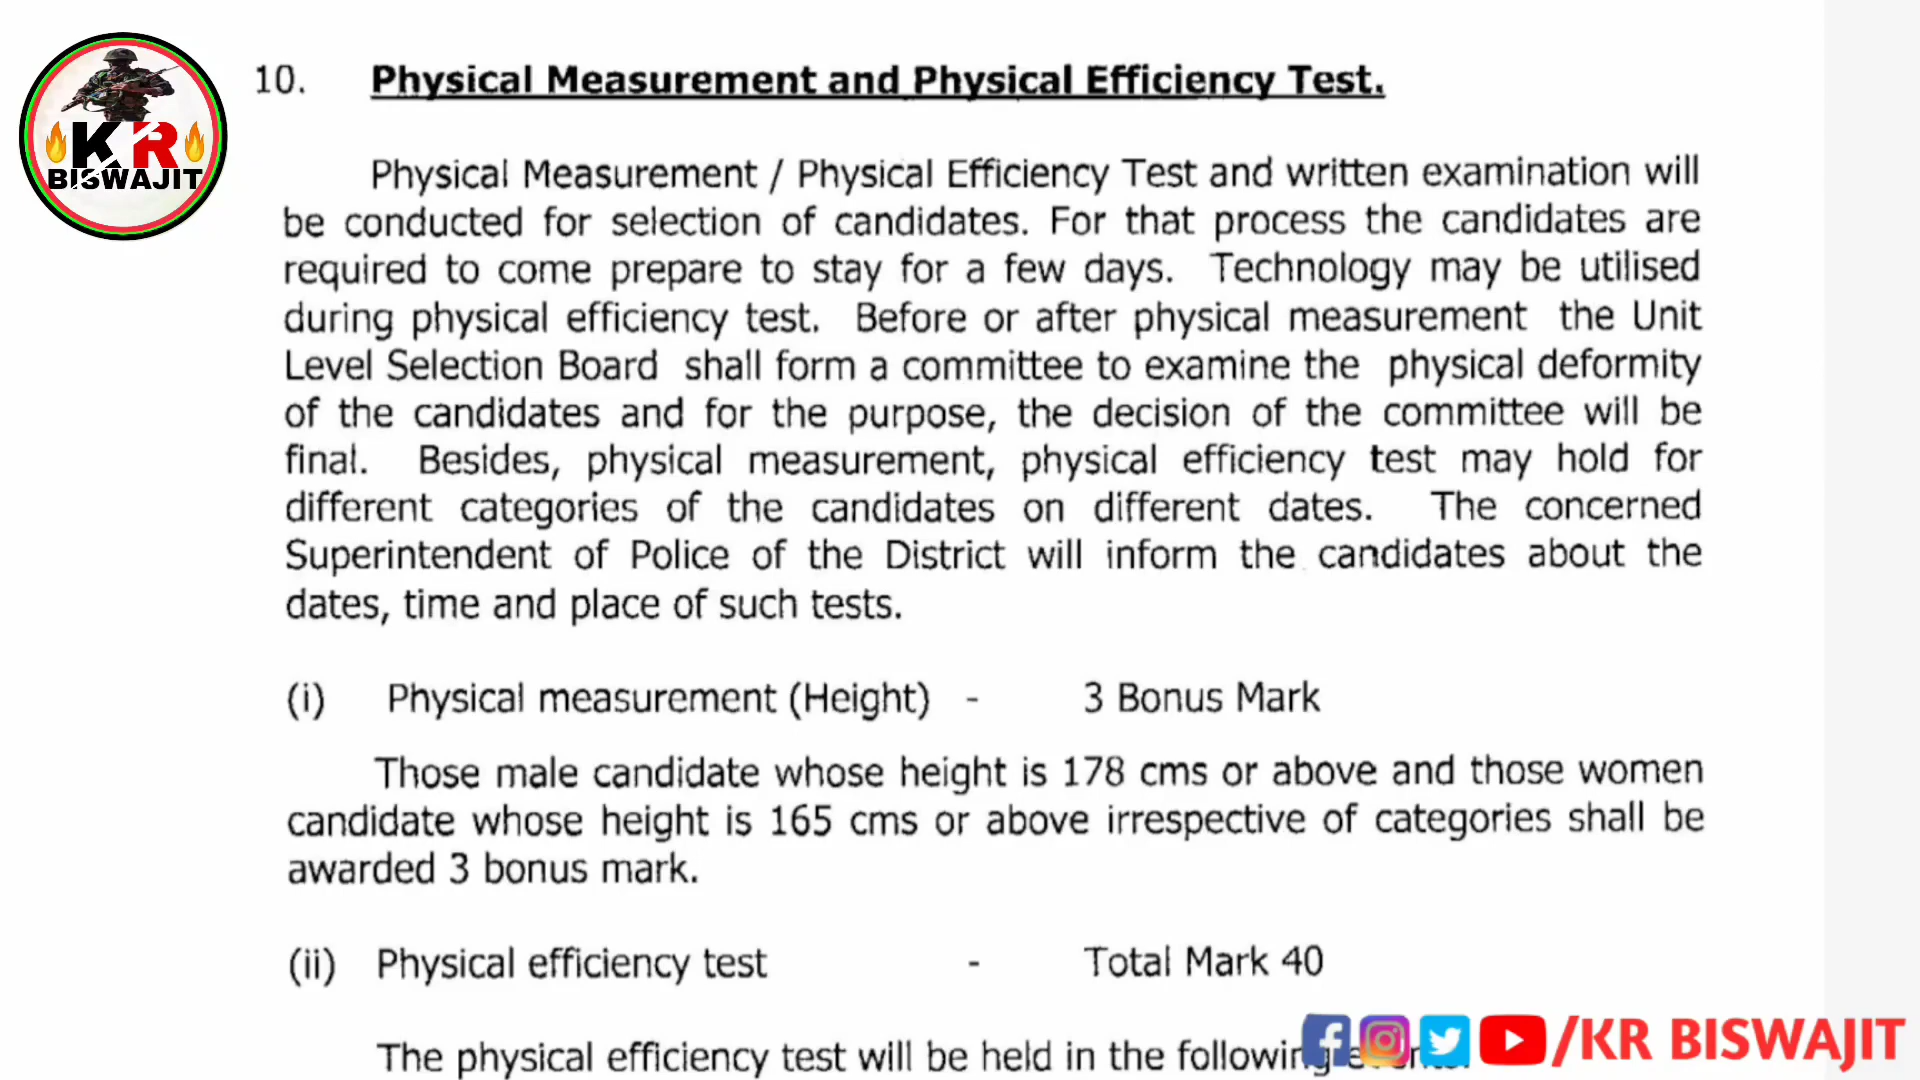 KR
BISWAJIT
10. Physical Measurement and Physical Efficiency Test.
Physical Measurement / Physical Efficiency Test and written examination will
be conducted for selection of candidates. For that process the candidates are
required to come prepare to stay for a few days. Technology may be utilised
during physical efficiency test. Before or after physical measurement the Unit
Level Selection Board shall form a committee to examine the physical deformity
of the candidates and for the purpose, the decision of the committee will be
final. Besides, physical measurement, physical efficiency test may hold for
different categories of the candidates on different dates. The concerned
Superintendent of Police of the District will inform the candidates about the
dates, time and place of such tests.
(i) Physical measurement (Height) - 3 Bonus Mark
Those male candidate whose height is 178 cms or above and those women
candidate whose height is 165 cms or above irrespective of categories shall be
awarded 3 bonus mark.
(ii) Physical efficiency test - Total Mark 40
The physical efficiency test will be held in the following
/KR BISWAJIT